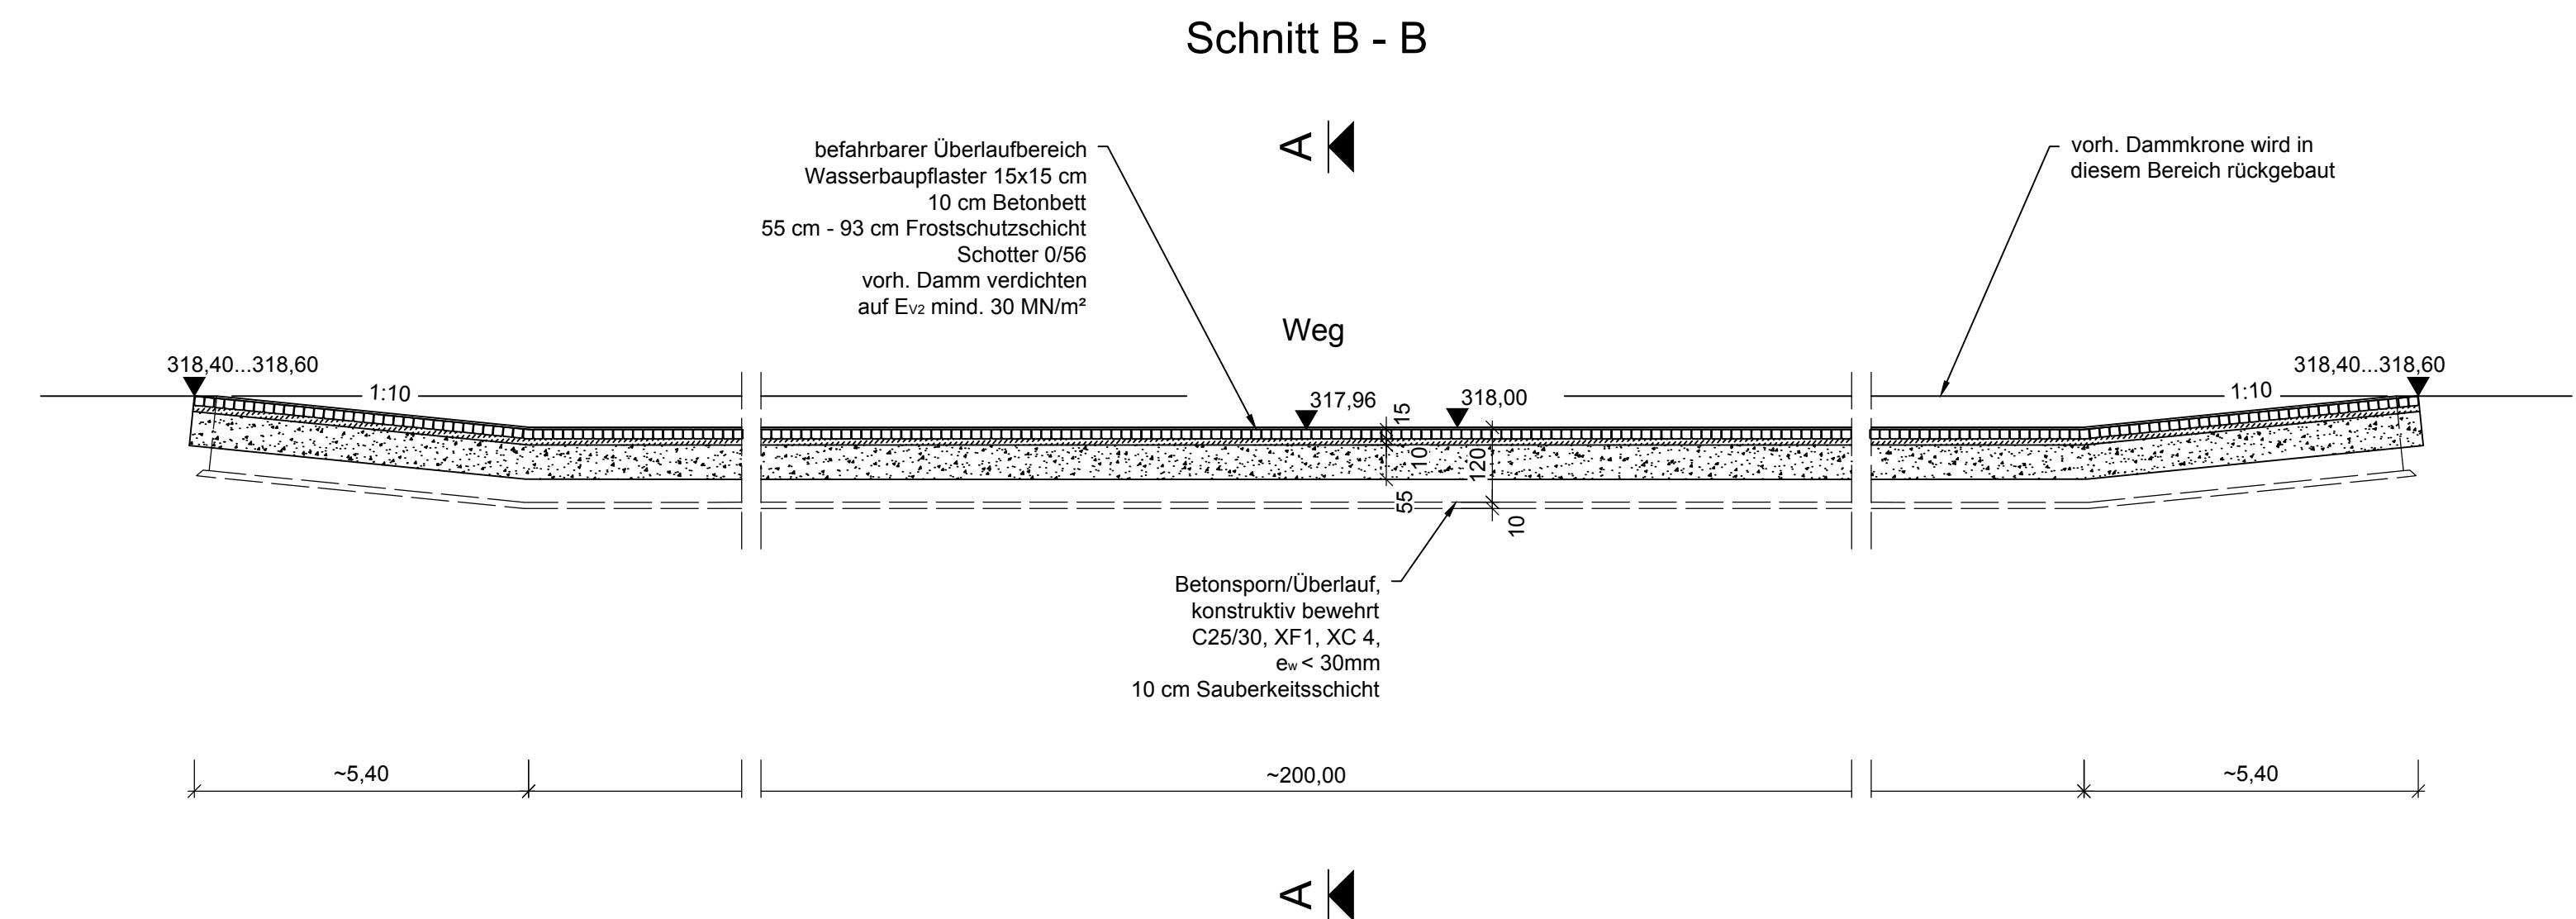 Schnitt B - B
A
befahrbarer Überlaufbereich
Wasserbaupflaster 15x15 cm
10 cm Betonbett
55 cm - 93 cm Frostschutzschicht
Schotter 0/56
vorh. Damm verdichten
auf EV2 mind. 30 MN/m²
vorh. Dammkrone wird in
diesem Bereich rückgebaut
Weg
318,40...318,60
1:10
317,96
15
318,00
318,40...318,60
1:10
10
120
55
10
Betonsporn/Überlauf,
konstruktiv bewehrt
C25/30, XF1, XC 4,
ew < 30mm
10 cm Sauberkeitsschicht
~5,40
~200,00
~5,40
A